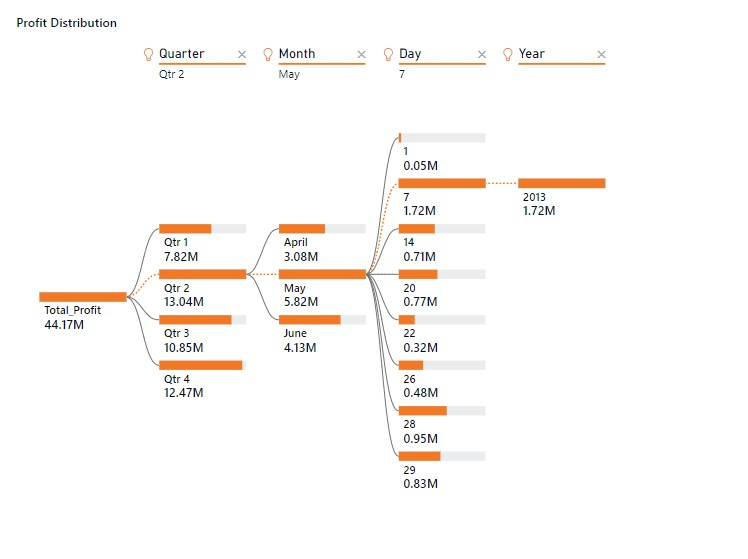 Profit Distribution
Quarter
Month
Day
Year
Qtr 2
May
7
1
0.05M
7
1.72M
2013
1.72M
Qtr 1
7.82M
April
3.08M
14
0.71M
Total_Profit
44.17M
Qtr 2
13.04M
May
5.82M
20
0.77M
Qtr 3
10.85M
June
4.13M
22
0.32M
Qtr 4
12.47M
26
0.48M
28
0.95M
29
0.83M